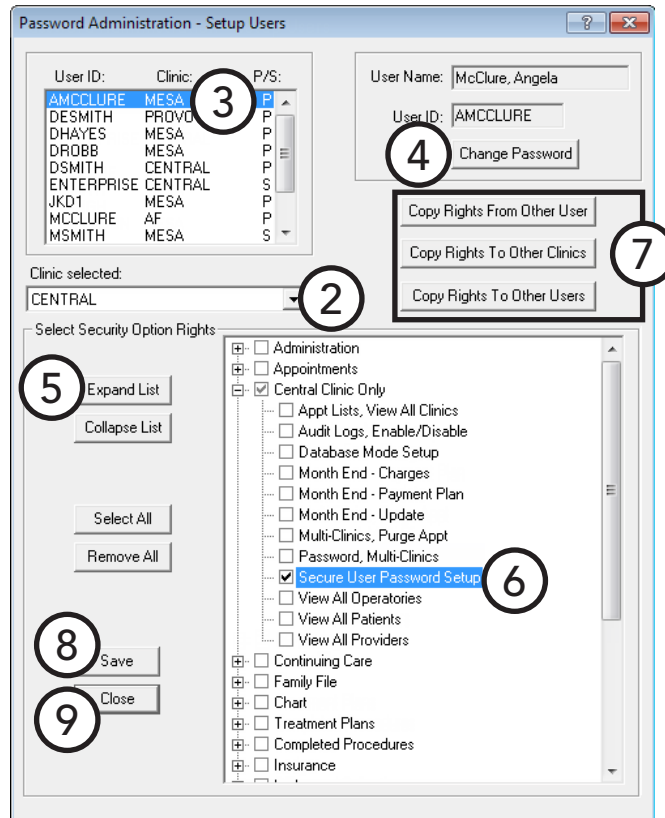 Password Administration - Setup Users
User ID: Clinic: P/S:
AMCCLURE MESA P
DESMITH PROVO P
DHAYES MESA P
DROBB MESA P
DSMITH CENTRAL P
ENTERPRISE CENTRAL S
JKD1 MESA P
MCCLURE AF P
MSMITH MESA S
3
User Name: McClure, Angela
User ID: AMCCLURE
4 Change Password
Copy Rights From Other User
Copy Rights To Other Clinics
Copy Rights To Other Users
7
Clinic selected:
CENTRAL
2
Select Security Option Rights
5 Expand List
Collapse List
Select All
Remove All
8 Save
9 Close
Administration
Appointments
Central Clinic Only
Appt Lists, View All Clinics
Audit Logs, Enable/Disable
Database Mode Setup
Month End - Charges
Month End - Payment Plan
Month End - Update
Multi-Clinics, Purge Appt
Password, Multi-Clinics
Secure User Password Setup 6
View All Operatories
View All Patients
View All Providers
Continuing Care
Family File
Chart
Treatment Plans
Completed Procedures
Insurance